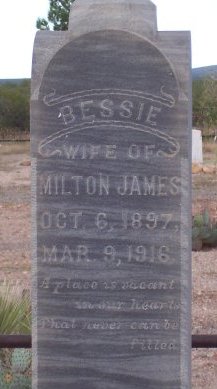 BESSIE
WIFE OF
MILTON JAMES
OCT. 6, 1897,
MAR. 9, 1916
A place is vacant
in our hearts
That never can be
filled.